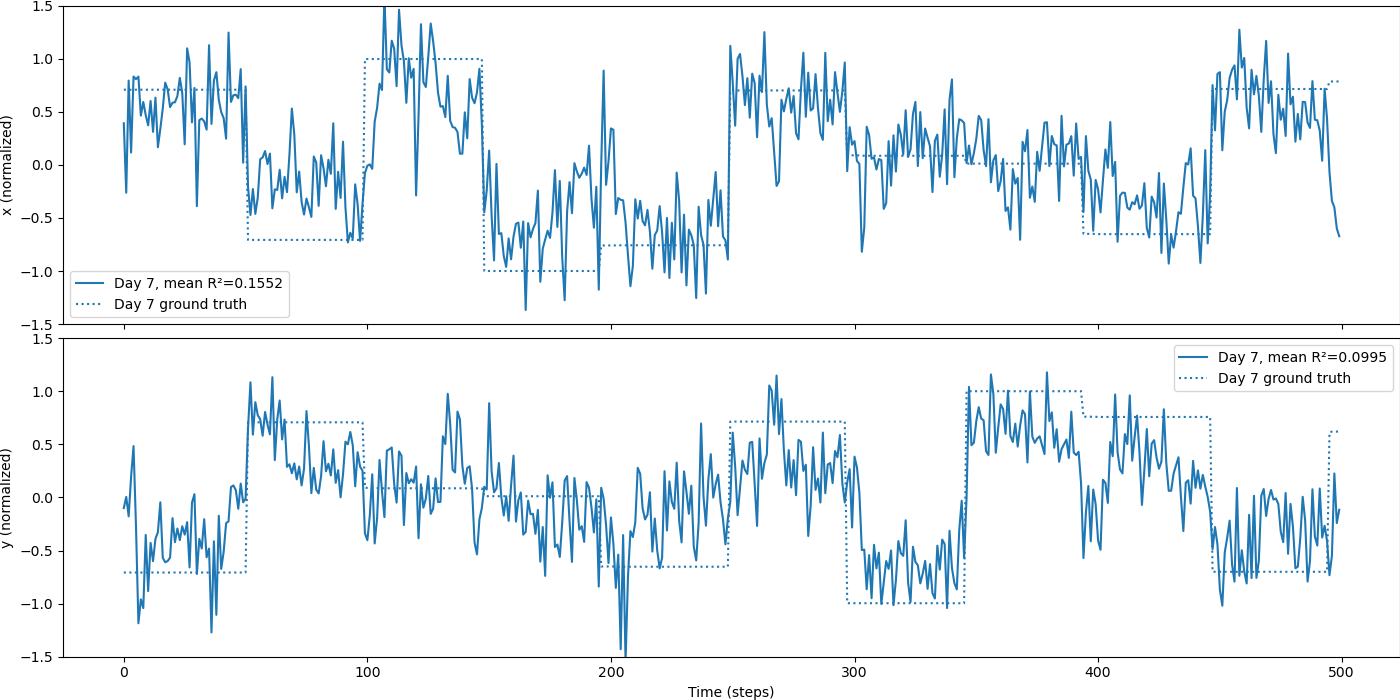 1.5
1.0
0.5
0.0
−0.5
−1.0
−1.5
x (normalized)
Day 7, mean R²=0.1552
Day 7 ground truth
1.5
1.0
0.5
0.0
−0.5
−1.0
−1.5
y (normalized)
Day 7, mean R²=0.0995
Day 7 ground truth
0 100 200 300 400 500
Time (steps)